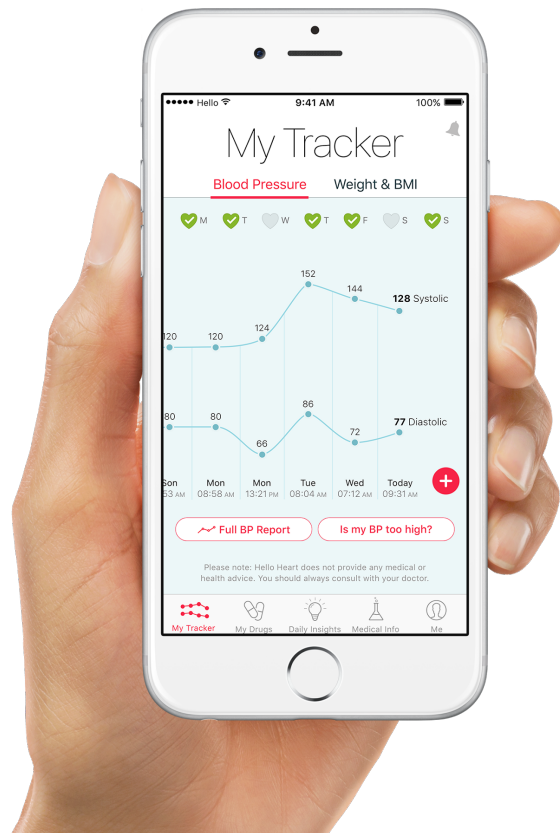 Hello
9:41 AM
100%
My Tracker
Blood Pressure
Weight & BMI
M T W T F S S
152
144
128 Systolic
124
120
120
86
80
80
77 Diastolic
72
66
Son Mon Mon Tue Wed Today
53 AM 08:58 AM 13:21 PM 08:04 AM 07:12 AM 09:31 AM
+
Full BP Report
Is my BP too high?
Please note: Hello Heart does not provide any medical or
health advice. You should always consult with your doctor.
My Tracker
My Drugs
Daily Insights
Medical info
Me